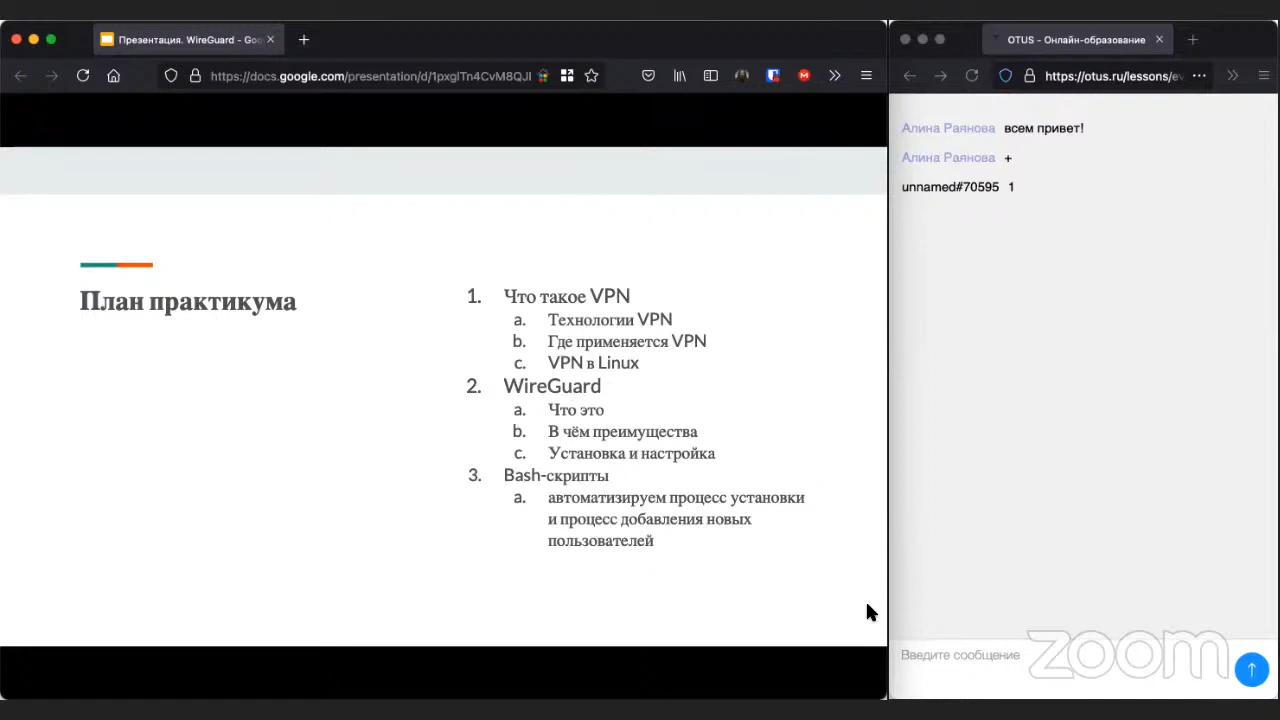 Презентация. WireGuard - Goo
OTUS - Онлайн-образование
https://docs.google.com/presentation/d/1pxglTn4CvM8QJI
https://otus.ru/lessons/ev
Алина Раянова всем привет!
Алина Раянова +
unnamed#70595 1
План практикума
1. Что такое VPN
a. Технологии VPN
b. Где применяется VPN
c. VPN в Linux
2. WireGuard
a. Что это
b. В чём преимущества
c. Установка и настройка
3. Bash-скрипты
a. автоматизируем процесс установки
и процесс добавления новых
пользователей
Введите сообщение
zoom